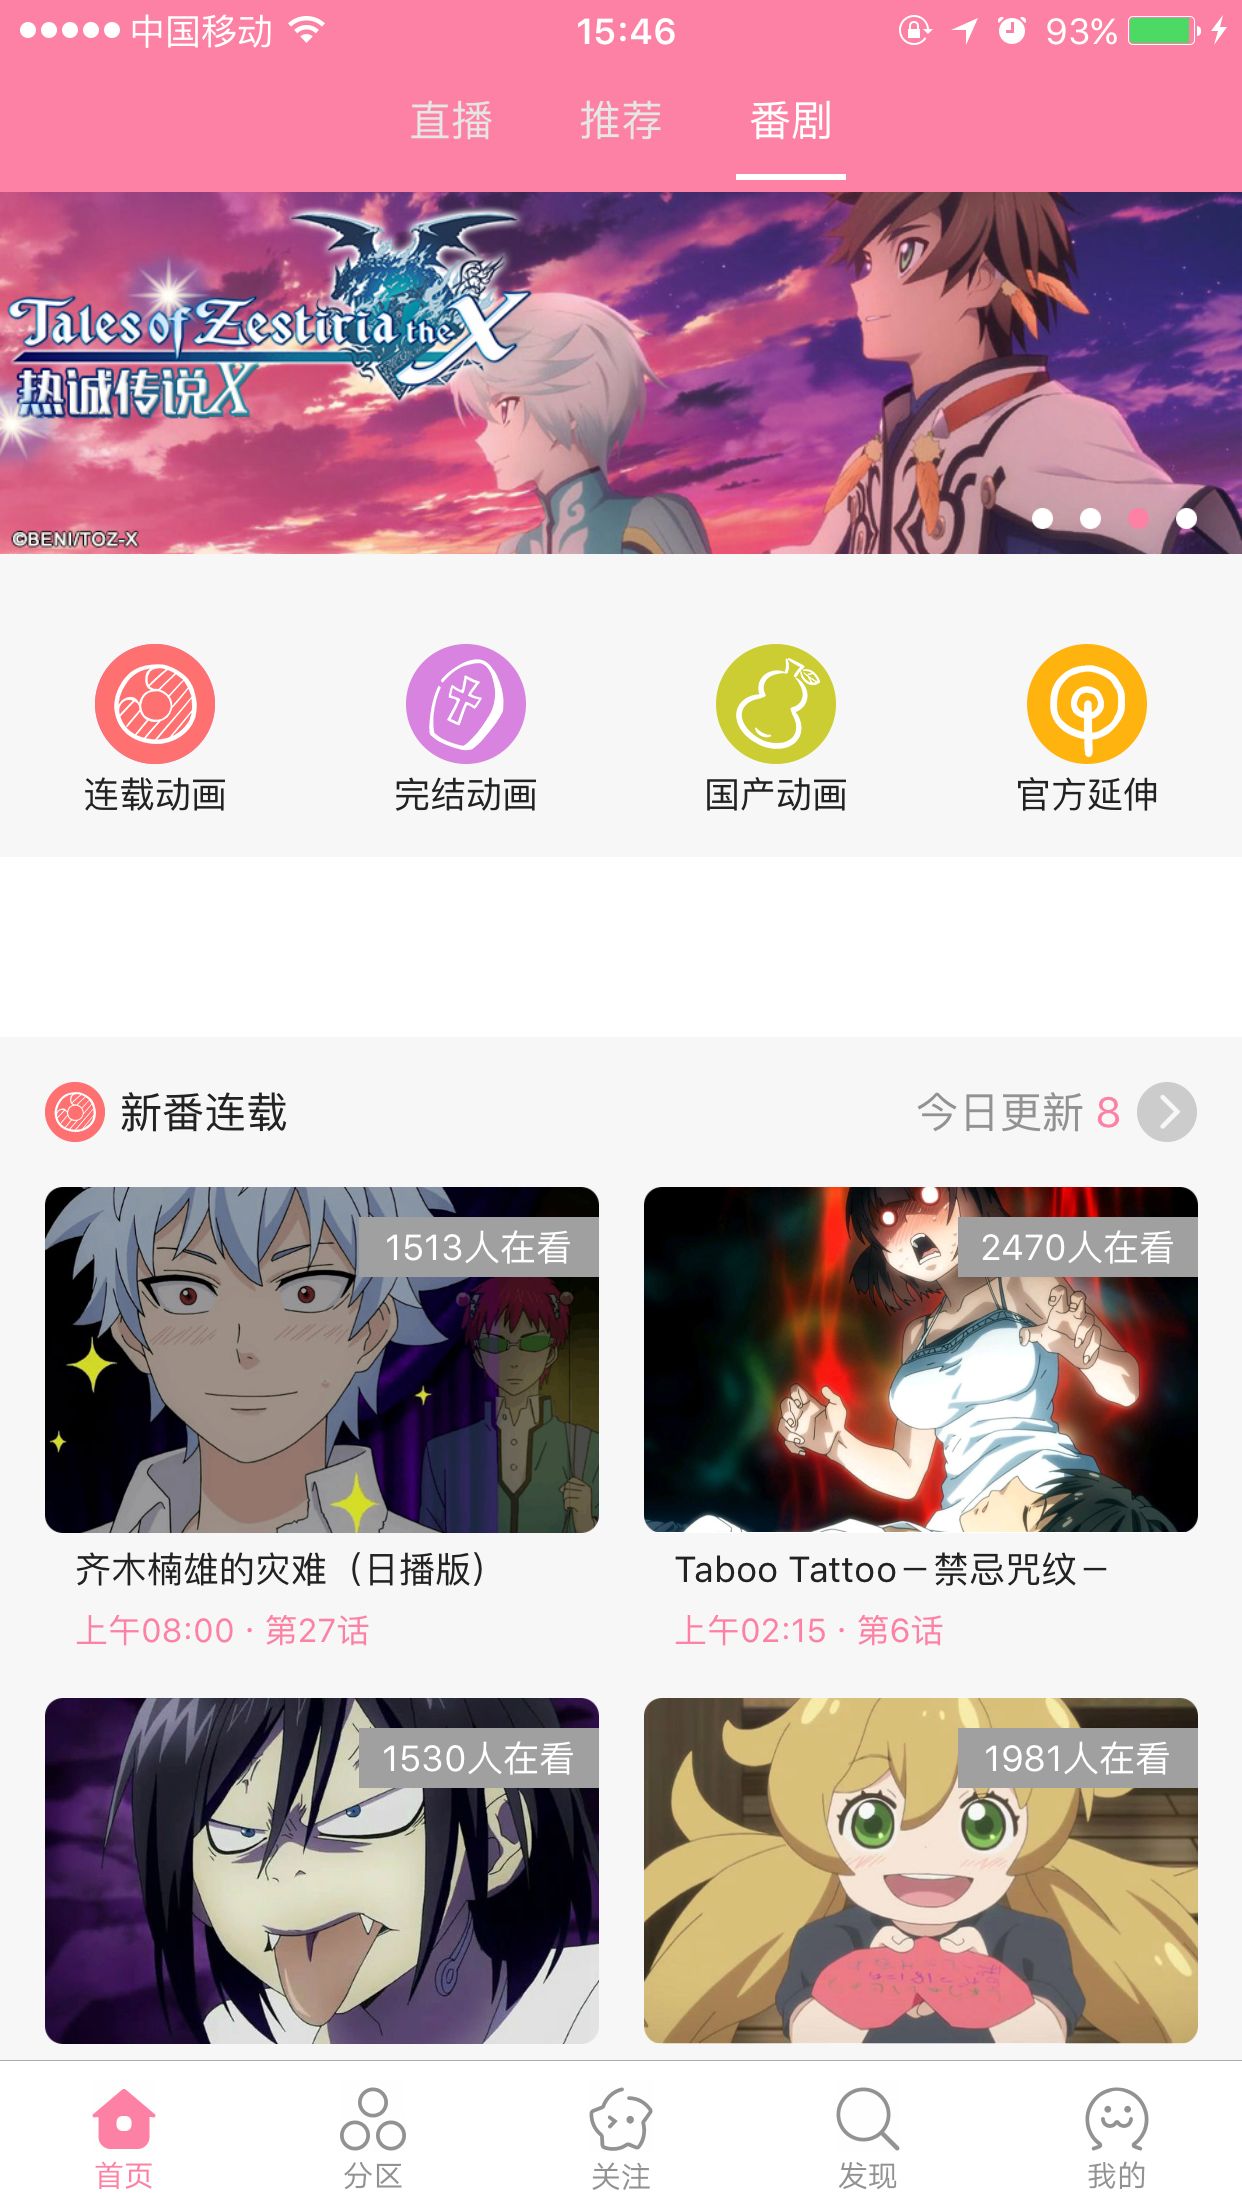 中国移动 15:46 93%
直播 推荐 番剧
Tales of Zestiria the X
热诚传说X
©BENI/TOZ-X
连载动画 完结动画 国产动画 官方延伸
新番连载 今日更新 8
1513人在看 2470人在看
齐木楠雄的灾难（日播版） Taboo Tattoo－禁忌咒纹－
上午08:00 · 第27话 上午02:15 · 第6话
1530人在看 1981人在看
首页 分区 关注 发现 我的